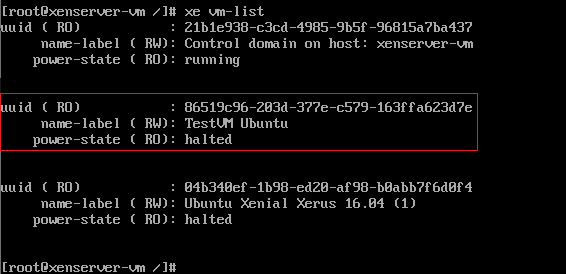 [root@xenserver-vm /]# xe vm-list
uuid ( RO)           : 21b1e938-c3cd-4985-9b5f-96815a7ba437
     name-label ( RW): Control domain on host: xenserver-vm
    power-state ( RO): running
uuid ( RO)           : 86519c96-203d-377e-c579-163ffa623d7e
     name-label ( RW): TestVM Ubuntu
    power-state ( RO): halted
uuid ( RO)           : 04b340ef-1b98-ed20-af98-b0abb7f6d0f4
     name-label ( RW): Ubuntu Xenial Xerus 16.04 (1)
    power-state ( RO): halted
[root@xenserver-vm /]#